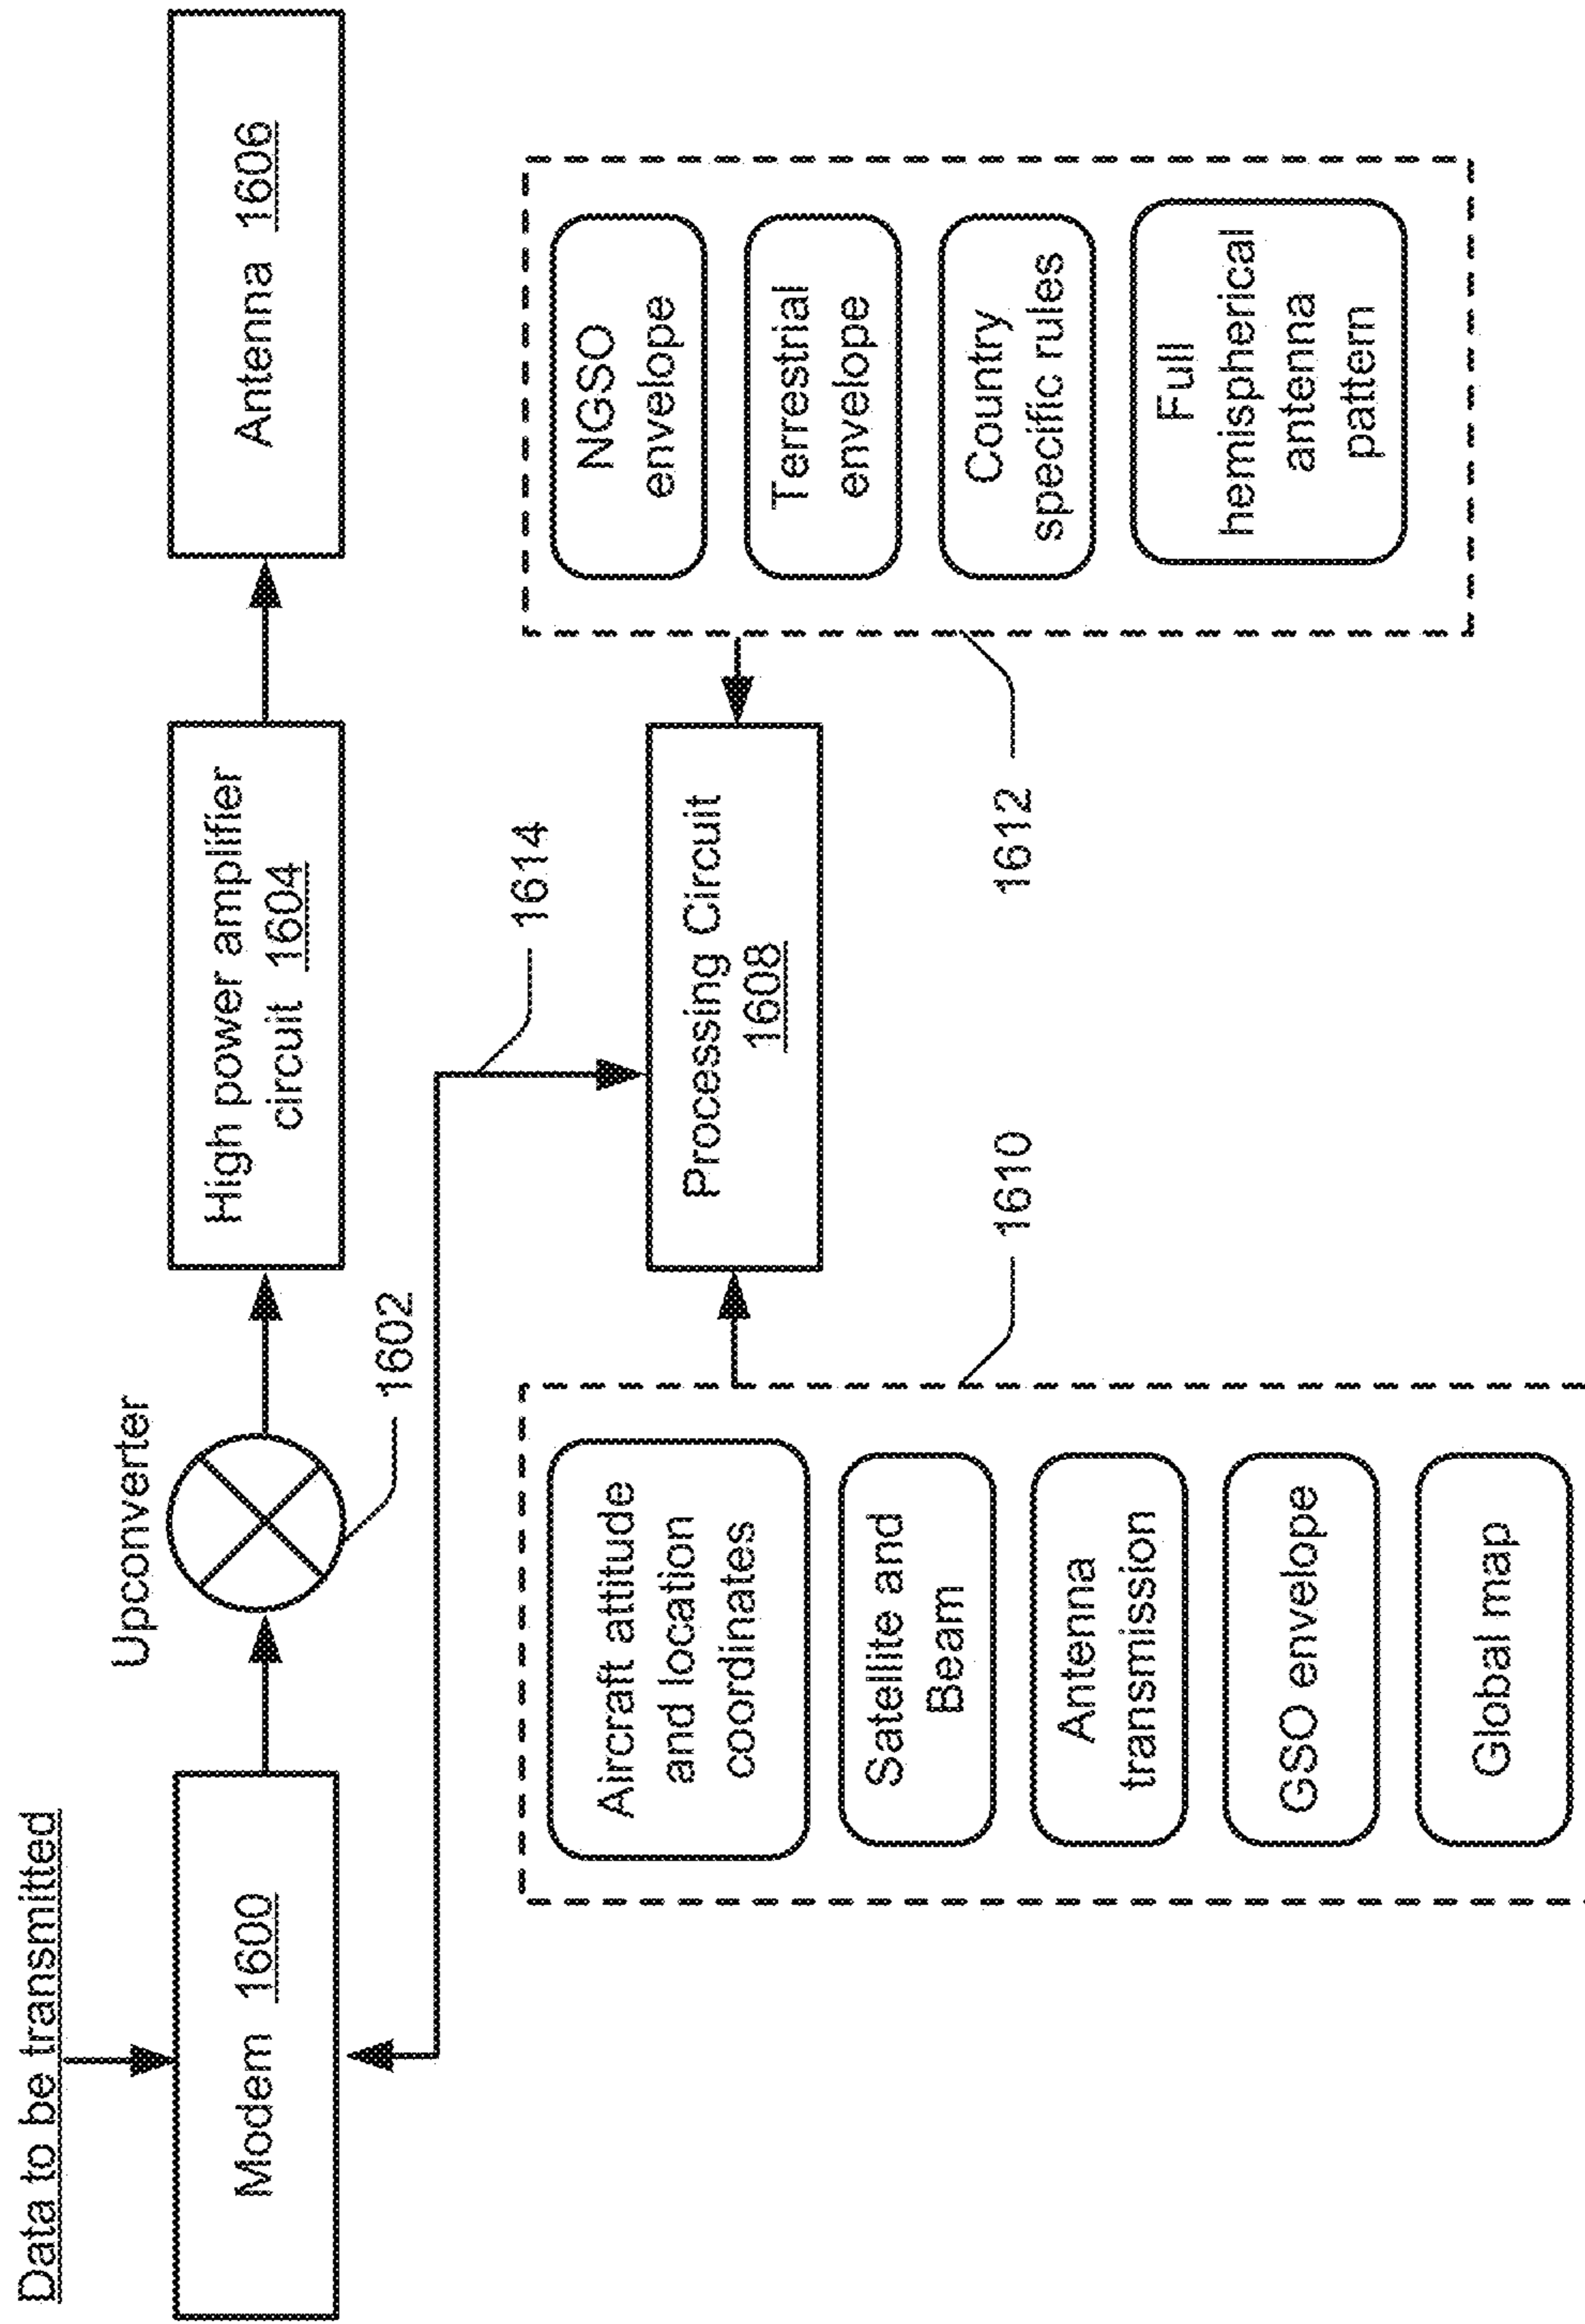 Data to be transmitted
Modem 1600
Upconverter
1602
High power amplifier
circuit 1604
Antenna 1606
1614
Aircraft attitude
and location
coordinates
Satellite and
Beam
Antenna
transmission
GSO envelope
Global map
1610
Processing Circuit
1608
1612
NGSO
envelope
Terrestrial
envelope
Country
specific rules
Full
hemispherical
antenna
pattern